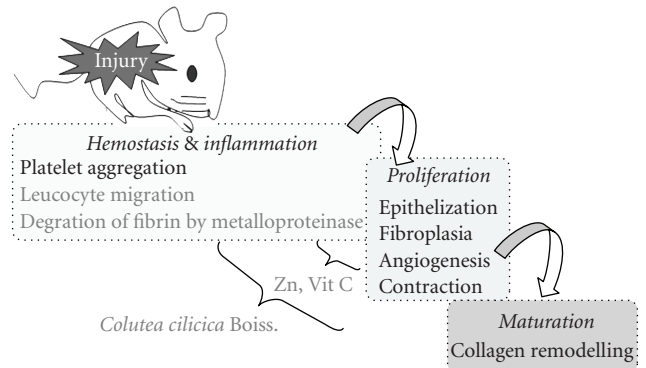 Injury
Hemostasis & inflammation
Platelet aggregation
Leucocyte migration
Degration of fibrin by metalloproteinase
Proliferation
Epithelization
Fibroplasia
Angiogenesis
Contraction
Zn, Vit C
Colutea cilicica Boiss.
Maturation
Collagen remodelling